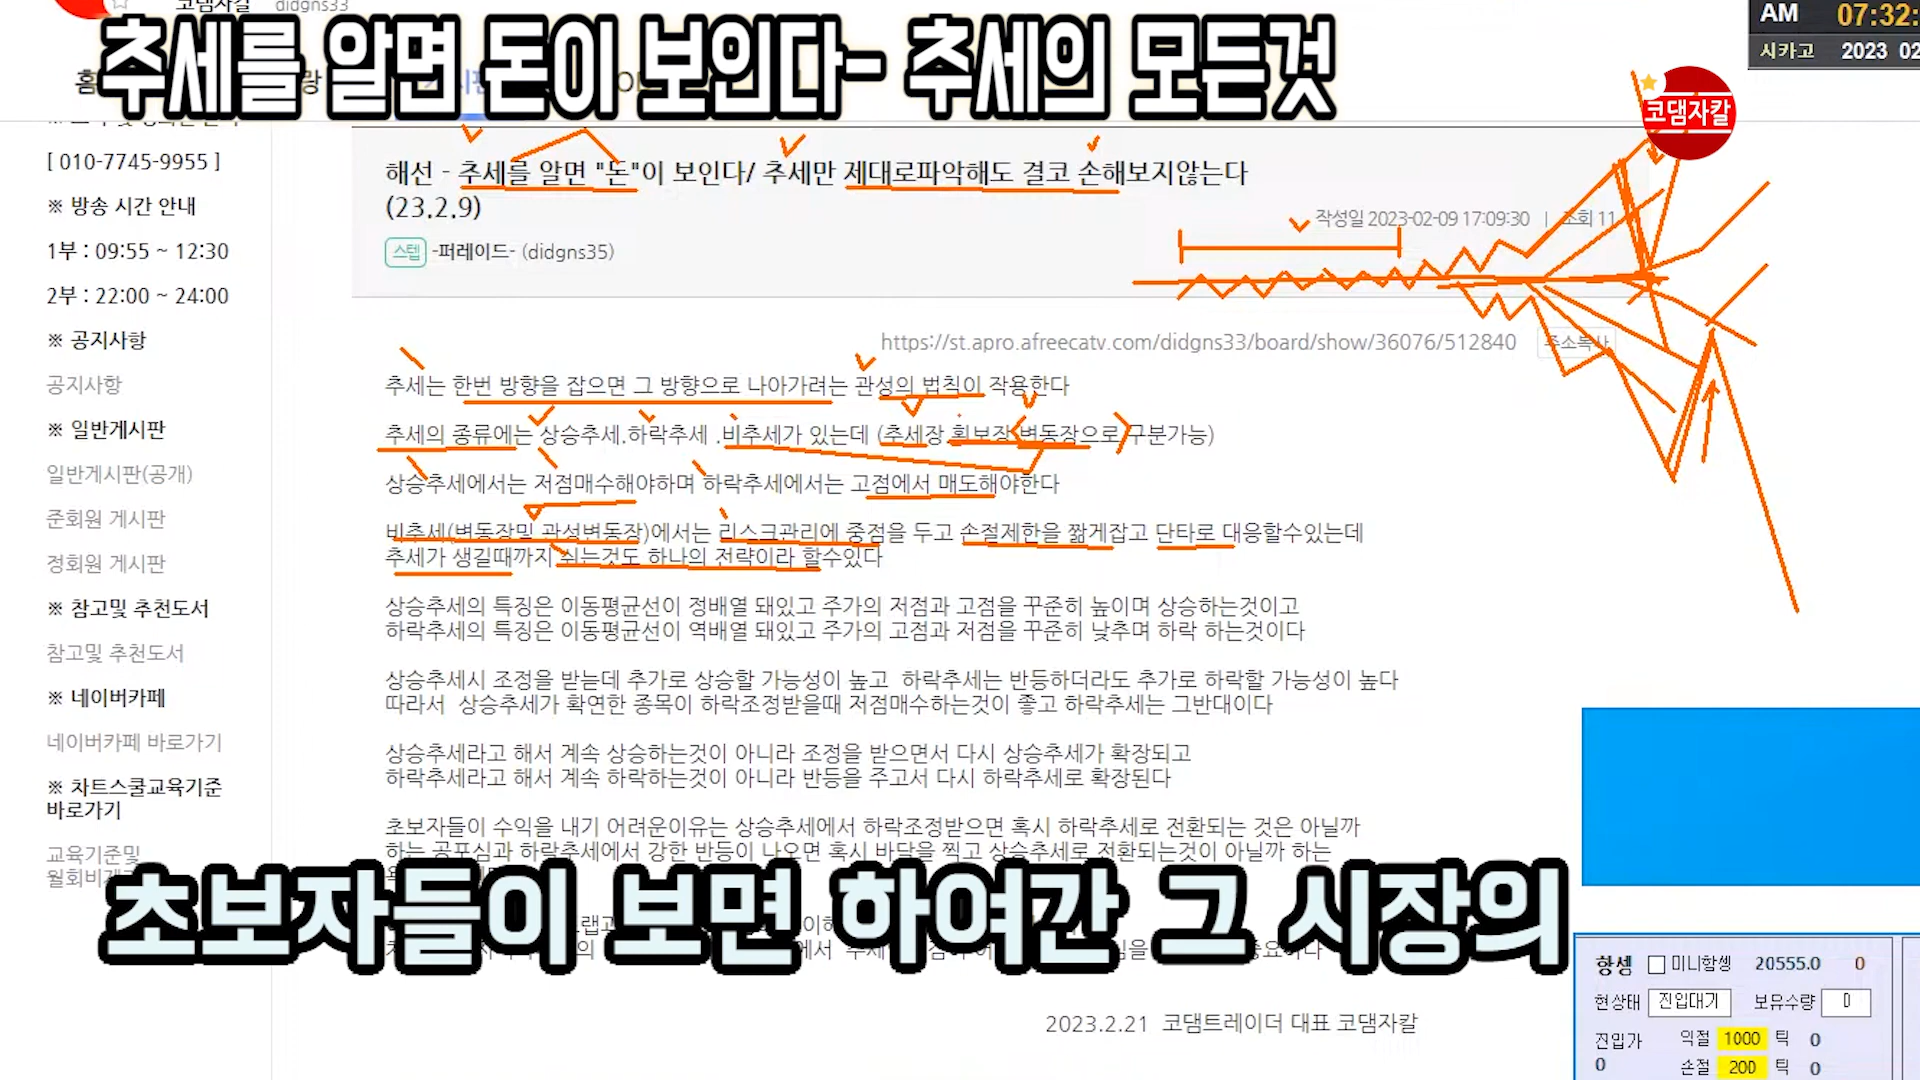 코댐자칼 didgns33
AM 07:32:
시카고 2023 02
추세를 알면 돈이 보인다- 추세의 모든것
코댐자칼
[ 010-7745-9955 ]
※ 방송 시간 안내
1부 : 09:55 ~ 12:30
2부 : 22:00 ~ 24:00
※ 공지사항
공지사항
※ 일반게시판
일반게시판(공개)
준회원 게시판
정회원 게시판
※ 참고및 추천도서
참고및 추천도서
※ 네이버카페
네이버카페 바로가기
※ 차트스쿨교육기준
바로가기
교육기준및
해선 - 추세를 알면 "돈"이 보인다/ 추세만 제대로파악해도 결코 손해보지않는다
(23.2.9)
작성일 2023-02-09 17:09:30 | 조회 11
스텝 -퍼레이드- (didgns35)
https://st.apro.afreecatv.com/didgns33/board/show/36076/512840 주소복사
추세는 한번 방향을 잡으면 그 방향으로 나아가려는 관성의 법칙이 작용한다
추세의 종류에는 상승추세.하락추세 .비추세가 있는데 (추세장.횡보장.변동장으로 구분가능)
상승추세에서는 저점매수해야하며 하락추세에서는 고점에서 매도해야한다
비추세(변동장및 관성변동장)에서는 리스크관리에 중점을 두고 손절제한을 짧게잡고 단타로 대응할수있는데
추세가 생길때까지 쉬는것도 하나의 전략이라 할수있다
상승추세의 특징은 이동평균선이 정배열 돼있고 주가의 저점과 고점을 꾸준히 높이며 상승하는것이고
하락추세의 특징은 이동평균선이 역배열 돼있고 주가의 고점과 저점을 꾸준히 낮추며 하락 하는것이다
상승추세시 조정을 받는데 추가로 상승할 가능성이 높고 하락추세는 반등하더라도 추가로 하락할 가능성이 높다
따라서 상승추세가 확연한 종목이 하락조정받을때 저점매수하는것이 좋고 하락추세는 그반대이다
상승추세라고 해서 계속 상승하는것이 아니라 조정을 받으면서 다시 상승추세가 확장되고
하락추세라고 해서 계속 하락하는것이 아니라 반등을 주고서 다시 하락추세로 확장된다
초보자들이 수익을 내기 어려운이유는 상승추세에서 하락조정받으면 혹시 하락추세로 전환되는 것은 아닐까
하는 공포심과 하락추세에서 강한 반등이 나오면 혹시 바닥을 찍고 상승추세로 전환되는것이 아닐까 하는
초보자들이 보면 하여간 그 시장의
2023.2.21 코댐트레이더 대표 코댐자칼
항셍 미니항셍 20555.0 0
현상태 진입대기 보유수량 0
진입가 익절 1000 틱 0
0 손절 200 틱 0